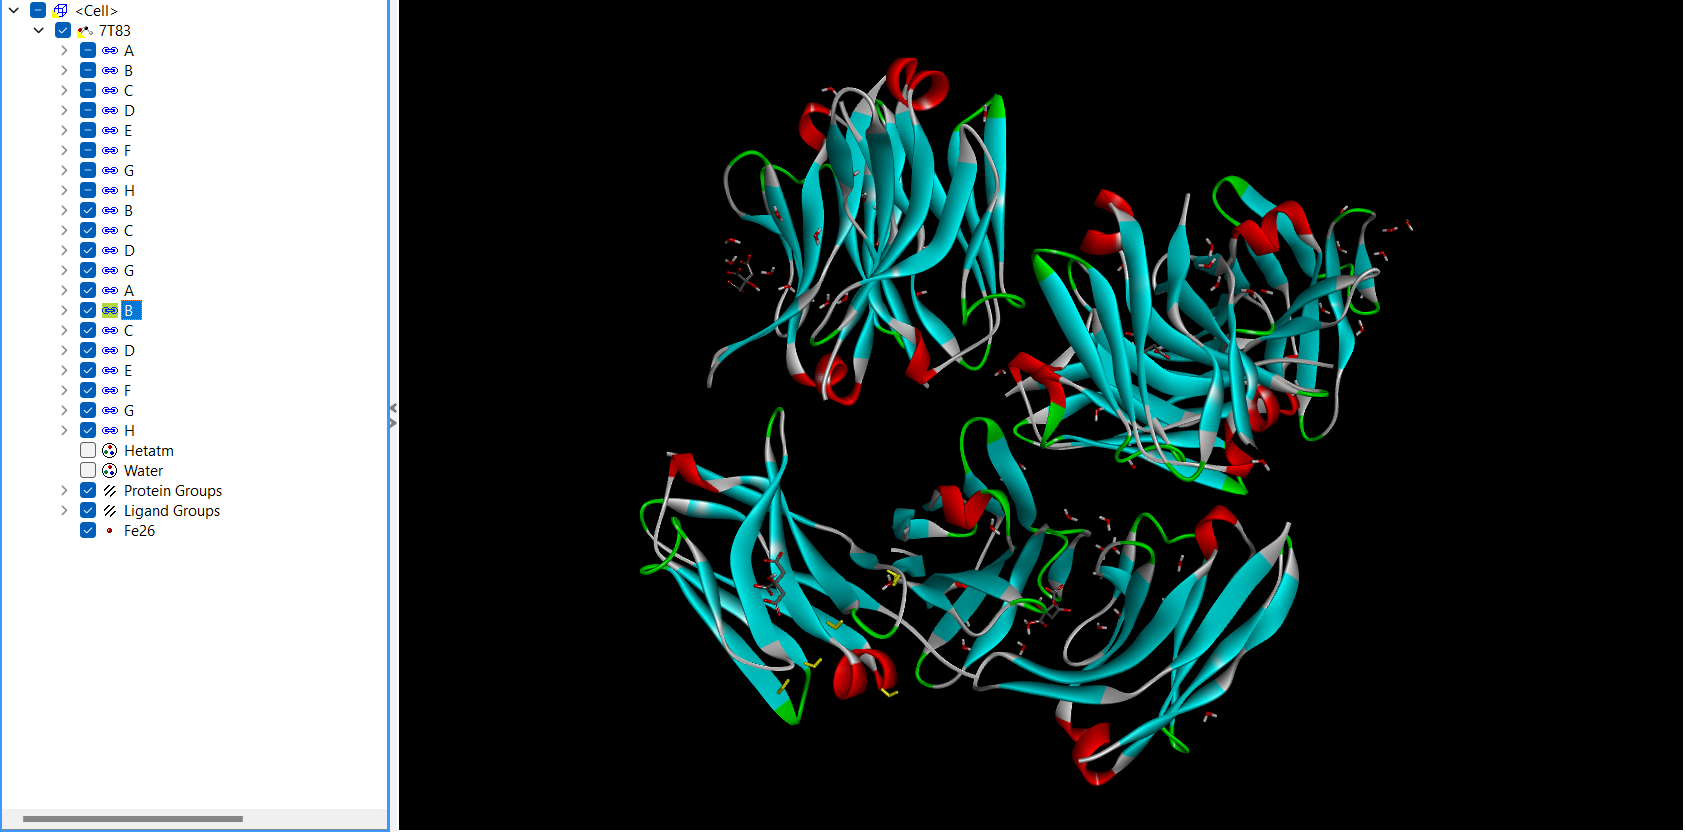 <Cell>
7T83
A
B
C
D
E
F
G
H
B
C
D
G
A
B
C
D
E
F
G
H
Hetatm
Water
Protein Groups
Ligand Groups
Fe26